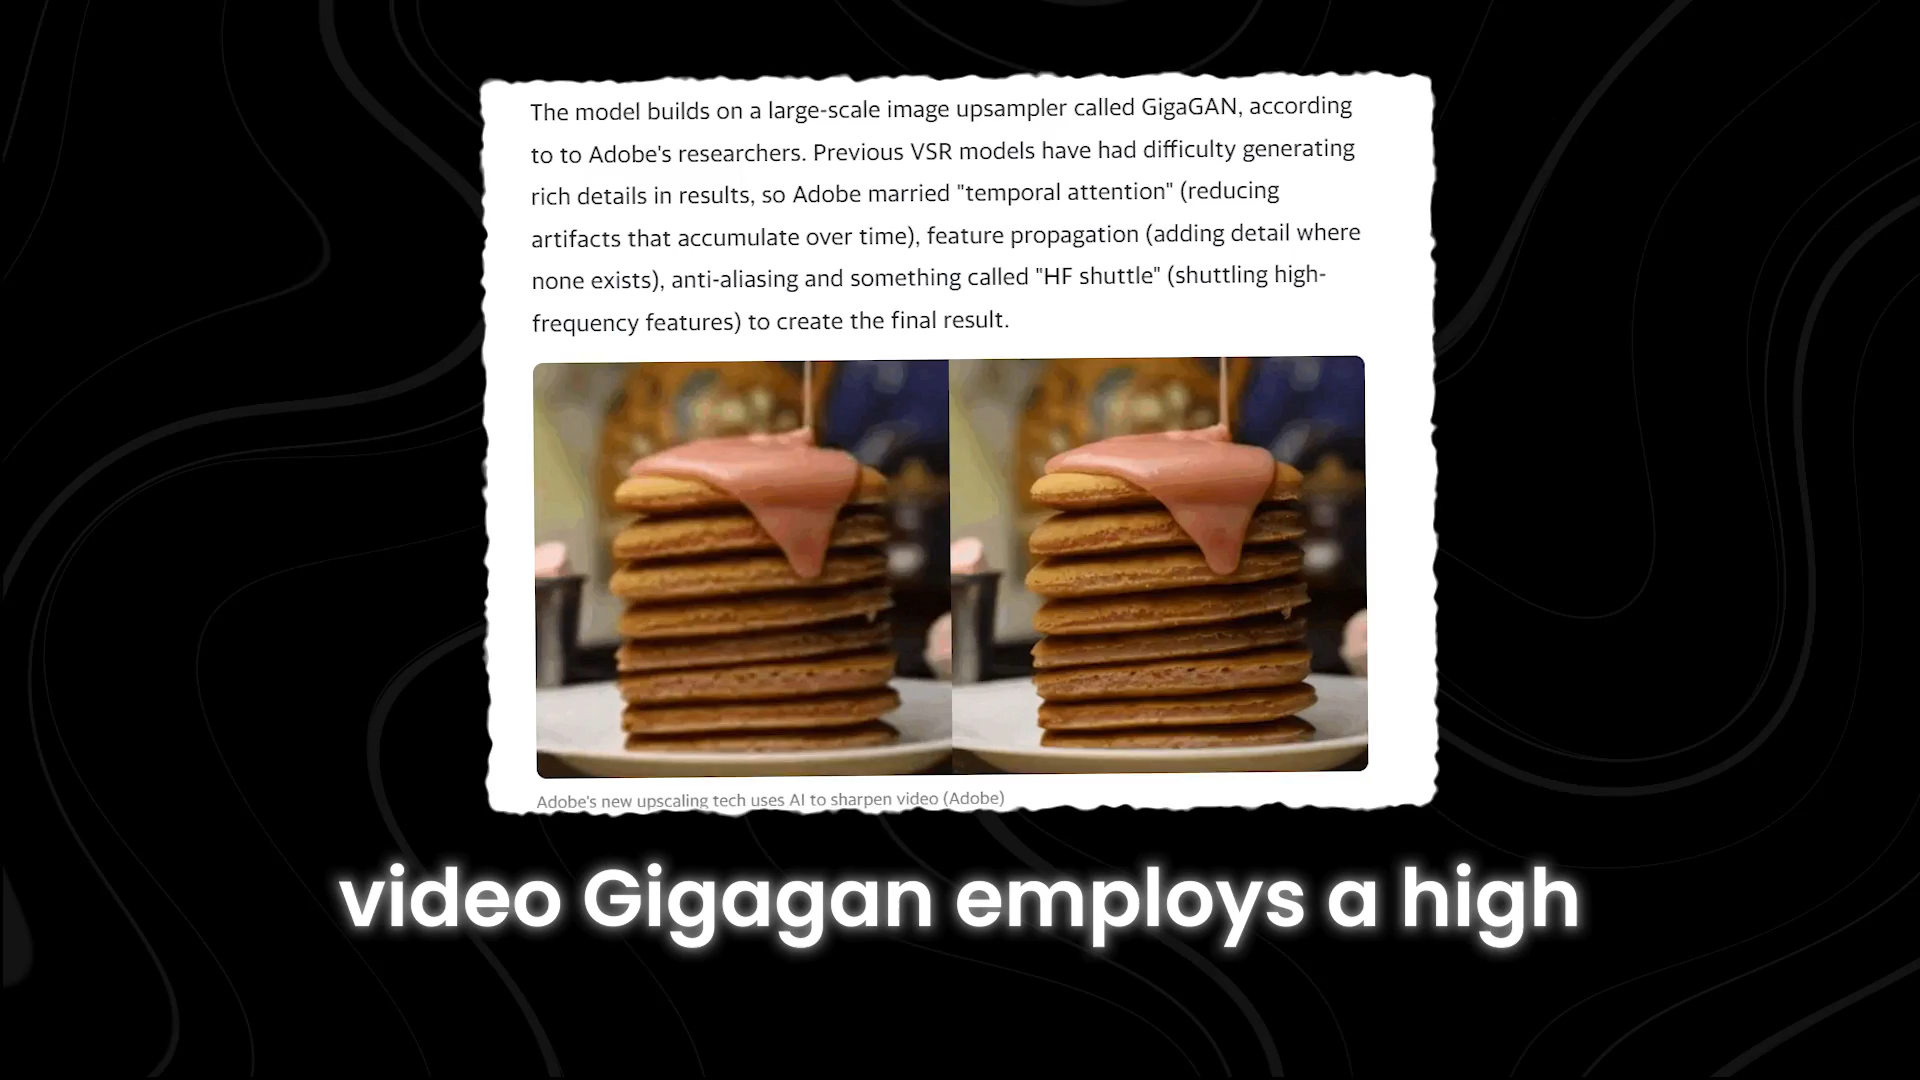 The model builds on a large-scale image upsampler called GigaGAN, according
to to Adobe's researchers. Previous VSR models have had difficulty generating
rich details in results, so Adobe married "temporal attention" (reducing
artifacts that accumulate over time), feature propagation (adding detail where
none exists), anti-aliasing and something called "HF shuttle" (shuttling high-
frequency features) to create the final result.
Adobe's new upscaling tech uses AI to sharpen video (Adobe)
video Gigagan employs a high